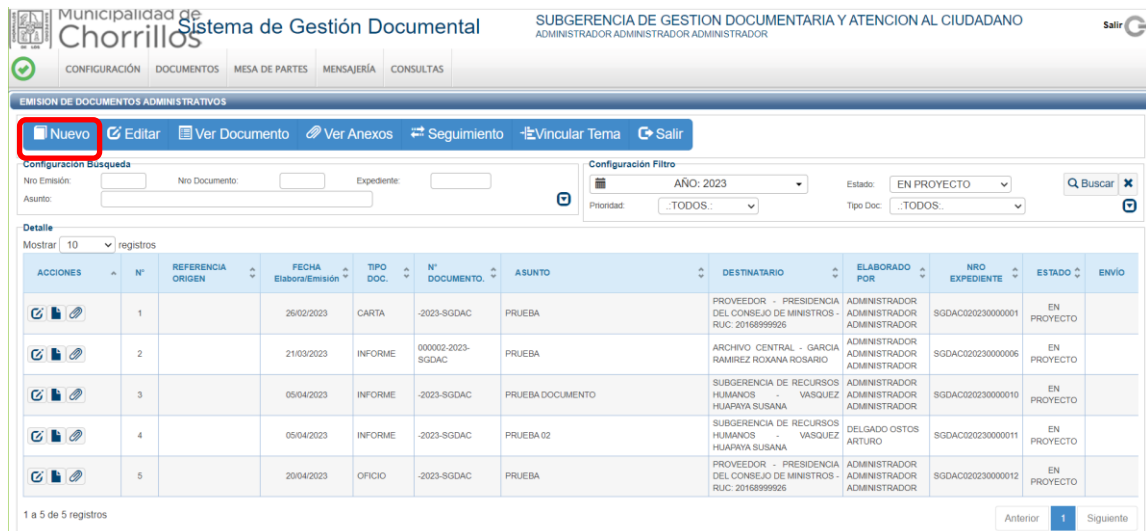 Municipalidad de
Chorrillos
Sistema de Gestión Documental
SUBGERENCIA DE GESTION DOCUMENTARIA Y ATENCION AL CIUDADANO
ADMINISTRADOR ADMINISTRADOR ADMINISTRADOR
Salir
CONFIGURACIÓN DOCUMENTOS MESA DE PARTES MENSAJERÍA CONSULTAS
EMISION DE DOCUMENTOS ADMINISTRATIVOS
Nuevo Editar Ver Documento Ver Anexos Seguimiento Vincular Tema Salir
Configuración Búsqueda
Nro Emisión: Nro Documento: Expediente:
Asunto:
Configuración Filtro
AÑO: 2023 Estado: EN PROYECTO Buscar
Prioridad: .:TODOS.: Tipo Doc: .:TODOS:.
Detalle
Mostrar 10 registros
ACCIONES N° REFERENCIA ORIGEN FECHA Elabora/Emisión TIPO DOC. N° DOCUMENTO. ASUNTO DESTINATARIO ELABORADO POR NRO EXPEDIENTE ESTADO ENVÍO
1 26/02/2023 CARTA -2023-SGDAC PRUEBA PROVEEDOR - PRESIDENCIA DEL CONSEJO DE MINISTROS - RUC: 20168999926 ADMINISTRADOR ADMINISTRADOR ADMINISTRADOR SGDAC020230000001 EN PROYECTO
2 21/03/2023 INFORME 000002-2023-SGDAC PRUEBA ARCHIVO CENTRAL - GARCIA RAMIREZ ROXANA ROSARIO ADMINISTRADOR ADMINISTRADOR ADMINISTRADOR SGDAC020230000006 EN PROYECTO
3 05/04/2023 INFORME -2023-SGDAC PRUEBA DOCUMENTO SUBGERENCIA DE RECURSOS HUMANOS - VASQUEZ HUAPAYA SUSANA ADMINISTRADOR ADMINISTRADOR ADMINISTRADOR SGDAC020230000010 EN PROYECTO
4 05/04/2023 INFORME -2023-SGDAC PRUEBA 02 SUBGERENCIA DE RECURSOS HUMANOS - VASQUEZ HUAPAYA SUSANA DELGADO OSTOS ARTURO SGDAC020230000011 EN PROYECTO
5 20/04/2023 OFICIO -2023-SGDAC PRUEBA PROVEEDOR - PRESIDENCIA DEL CONSEJO DE MINISTROS - RUC: 20168999926 ADMINISTRADOR ADMINISTRADOR ADMINISTRADOR SGDAC020230000012 EN PROYECTO
1 a 5 de 5 registros
Anterior 1 Siguiente